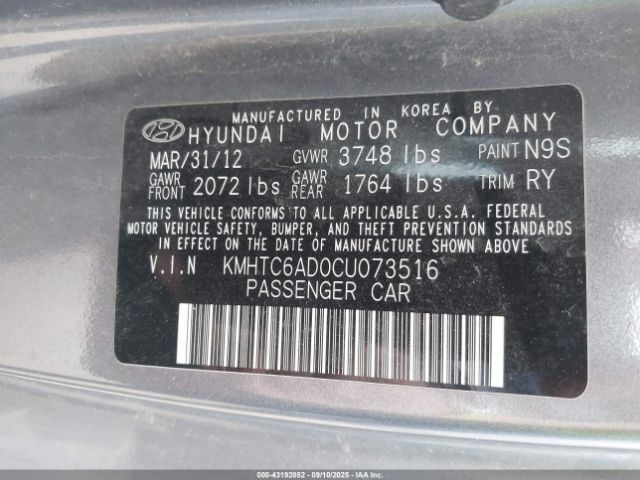 MANUFACTURED IN KOREA BY
HYUNDAI MOTOR COMPANY
MAR/31/12 GVWR 3748 lbs PAINT N9S
GAWR FRONT 2072 lbs GAWR REAR 1764 lbs TRIM RY
THIS VEHICLE CONFORMS TO ALL APPLICABLE U.S.A. FEDERAL
MOTOR VEHICLE SAFETY, BUMPER, AND THEFT PREVENTION
STANDARDS IN EFFECT ON THE DATE OF MANUFACTURE SHOWN ABOVE.
V.I.N KMHTC6AD0CU073516
PASSENGER CAR
000-43192852 - 09/10/2025 - COPYRIGHT © IAA, LLC.